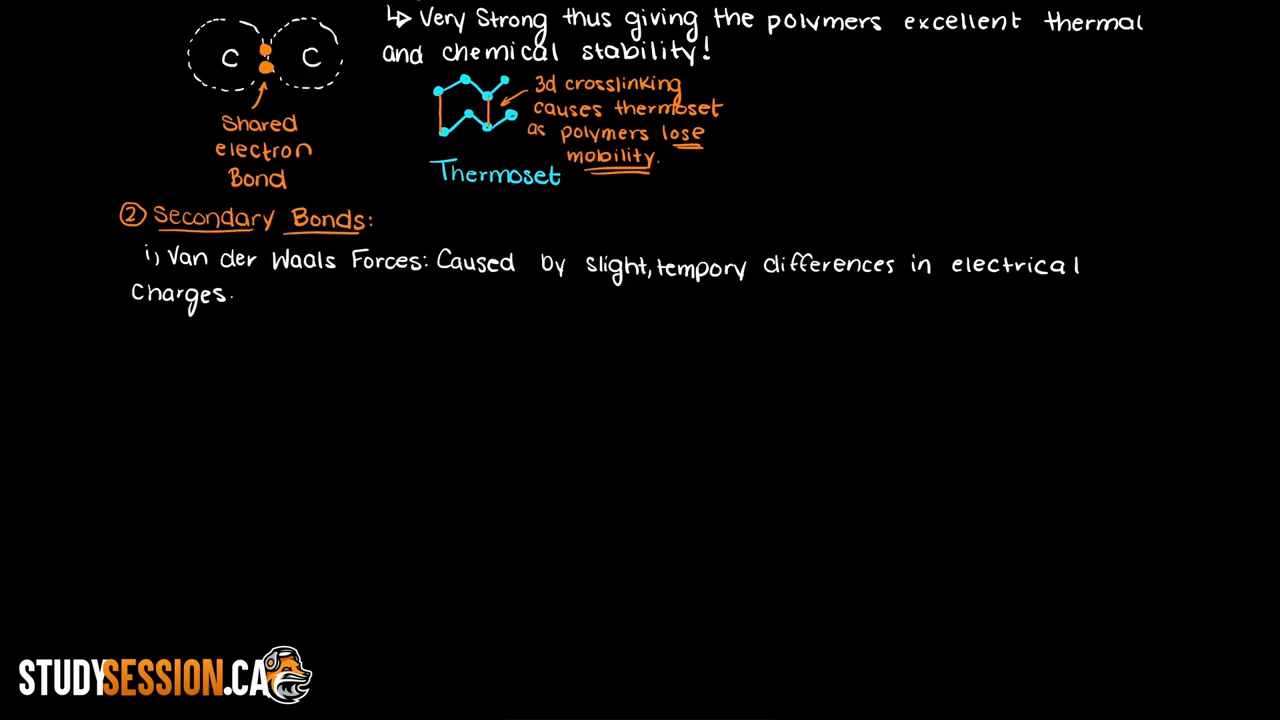 ↳ Very Strong thus giving the polymers excellent thermal
and chemical stability!
C C
Shared
electron
Bond
3d crosslinking
causes thermoset
as polymers lose
mobility.
Thermoset
② Secondary Bonds:
i, Van der Waals Forces: Caused by slight, tempory differences in electrical
charges.
STUDYSESSION.CA